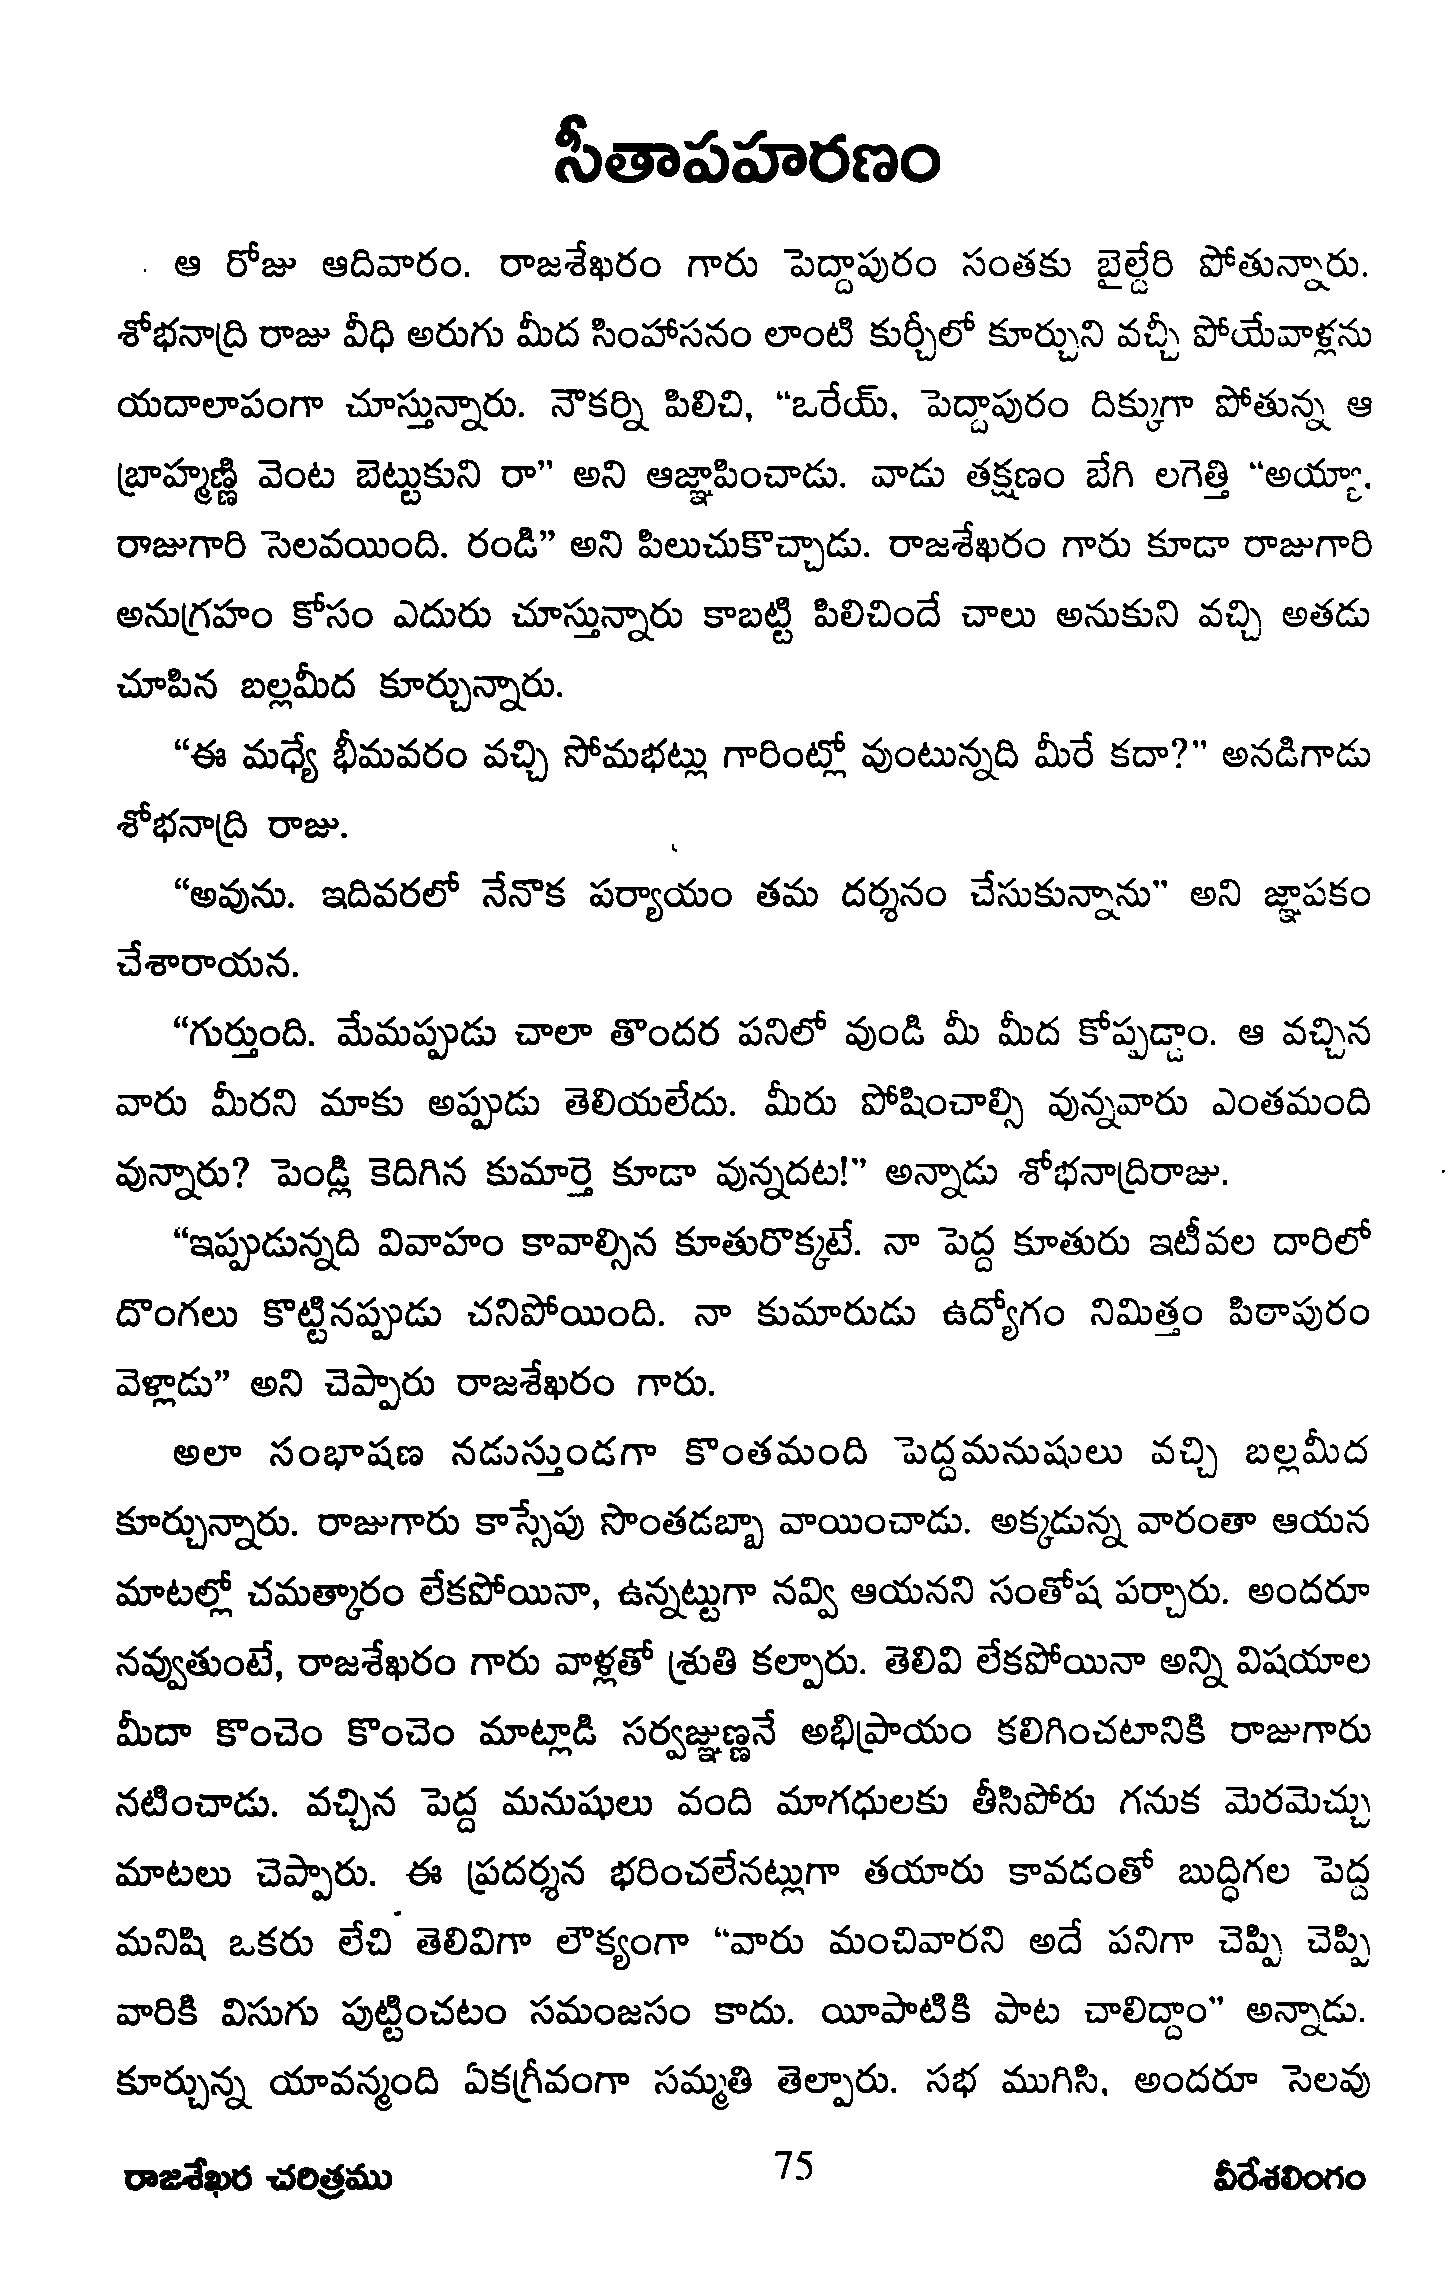 సీతాపహరణం
ఆ రోజు ఆదివారం. రాజశేఖరం గారు పెద్దాపురం సంతకు బైల్దేరి పోతున్నారు.
శోభనాద్రి రాజు వీధి అరుగు మీద సింహాసనం లాంటి కుర్చీలో కూర్చుని వచ్చీ పోయేవాళ్లను
యదాలాపంగా చూస్తున్నారు. నౌకర్ని పిలిచి, “ఒరేయ్, పెద్దాపురం దిక్కుగా పోతున్న ఆ
బ్రాహ్మణ్ణి వెంట బెట్టుకుని రా” అని ఆజ్ఞాపించాడు. వాడు తక్షణం బేగి లగెత్తి “అయ్యా,
రాజుగారి సెలవయింది. రండి” అని పిలుచుకొచ్చాడు. రాజశేఖరం గారు కూడా రాజుగారి
అనుగ్రహం కోసం ఎదురు చూస్తున్నారు కాబట్టి పిలిచిందే చాలు అనుకుని వచ్చి అతడు
చూపిన బల్లమీద కూర్చున్నారు.
“ఈ మధ్యే భీమవరం వచ్చి సోమభట్లు గారింట్లో వుంటున్నది మీరే కదా?” అనడిగాడు
శోభనాద్రి రాజు.
“అవును. ఇదివరలో నేనొక పర్యాయం తమ దర్శనం చేసుకున్నాను” అని జ్ఞాపకం
చేశారాయన.
“గుర్తుంది. మేమప్పుడు చాలా తొందర పనిలో వుండి మీ మీద కోప్పడ్డాం. ఆ వచ్చిన
వారు మీరని మాకు అప్పుడు తెలియలేదు. మీరు పోషించాల్సి వున్నవారు ఎంతమంది
వున్నారు? పెండ్లి కెదిగిన కుమార్తె కూడా వున్నదట!” అన్నాడు శోభనాద్రిరాజు.
“ఇప్పుడున్నది వివాహం కావాల్సిన కూతురొక్కటే. నా పెద్ద కూతురు ఇటీవల దారిలో
దొంగలు కొట్టినప్పుడు చనిపోయింది. నా కుమారుడు ఉద్యోగం నిమిత్తం పిఠాపురం
వెళ్లాడు” అని చెప్పారు రాజశేఖరం గారు.
అలా సంభాషణ నడుస్తుండగా కొంతమంది పెద్దమనుషులు వచ్చి బల్లమీద
కూర్చున్నారు. రాజుగారు కాస్సేపు సొంతడబ్బా వాయించాడు. అక్కడున్న వారంతా ఆయన
మాటల్లో చమత్కారం లేకపోయినా, ఉన్నట్టుగా నవ్వి ఆయనని సంతోష పర్చారు. అందరూ
నవ్వుతుంటే, రాజశేఖరం గారు వాళ్లతో శ్రుతి కల్పారు. తెలివి లేకపోయినా అన్ని విషయాల
మీదా కొంచెం కొంచెం మాట్లాడి సర్వజ్ఞుణ్ణనే అభిప్రాయం కలిగించటానికి రాజుగారు
నటించాడు. వచ్చిన పెద్ద మనుషులు వంది మాగధులకు తీసిపోరు గనుక మెరమెచ్చు
మాటలు చెప్పారు. ఈ ప్రదర్శన భరించలేనట్లుగా తయారు కావడంతో బుద్ధిగల పెద్ద
మనిషి ఒకరు లేచి తెలివిగా లౌక్యంగా “వారు మంచివారని అదే పనిగా చెప్పి చెప్పి
వారికి విసుగు పుట్టించటం సమంజసం కాదు. యీపాటికి పాట చాలిద్దాం” అన్నాడు.
కూర్చున్న యావన్మంది ఏకగ్రీవంగా సమ్మతి తెల్పారు. సభ ముగిసి, అందరూ సెలవు
రాజశేఖర చరిత్రము 75 వీరేశలింగం